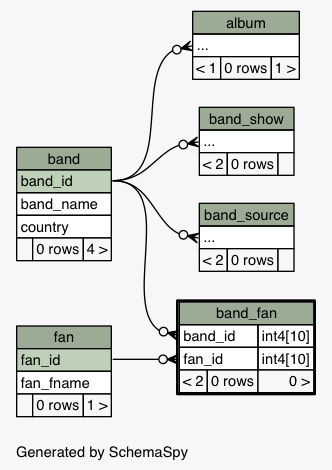 album
...
< 1 0 rows 1 >
band_show
...
< 2 0 rows
band
band_id
band_name
country
0 rows 4 >
band_source
...
< 2 0 rows
band_fan
band_id int4[10]
fan_id int4[10]
< 2 0 rows 0 >
fan
fan_id
fan_fname
0 rows 1 >
Generated by SchemaSpy